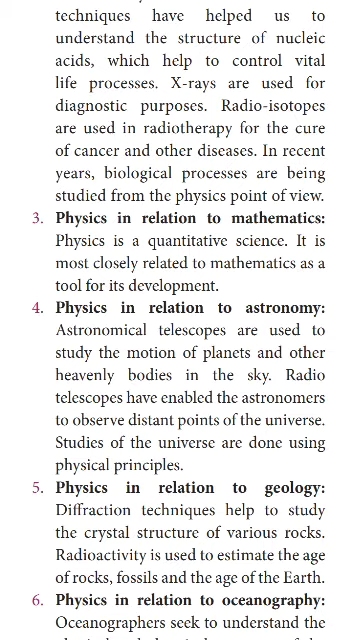 techniques have helped us to
understand the structure of nucleic
acids, which help to control vital
life processes. X-rays are used for
diagnostic purposes. Radio-isotopes
are used in radiotherapy for the cure
of cancer and other diseases. In recent
years, biological processes are being
studied from the physics point of view.
3. Physics in relation to mathematics:
Physics is a quantitative science. It is
most closely related to mathematics as a
tool for its development.
4. Physics in relation to astronomy:
Astronomical telescopes are used to
study the motion of planets and other
heavenly bodies in the sky. Radio
telescopes have enabled the astronomers
to observe distant points of the universe.
Studies of the universe are done using
physical principles.
5. Physics in relation to geology:
Diffraction techniques help to study
the crystal structure of various rocks.
Radioactivity is used to estimate the age
of rocks, fossils and the age of the Earth.
6. Physics in relation to oceanography:
Oceanographers seek to understand the